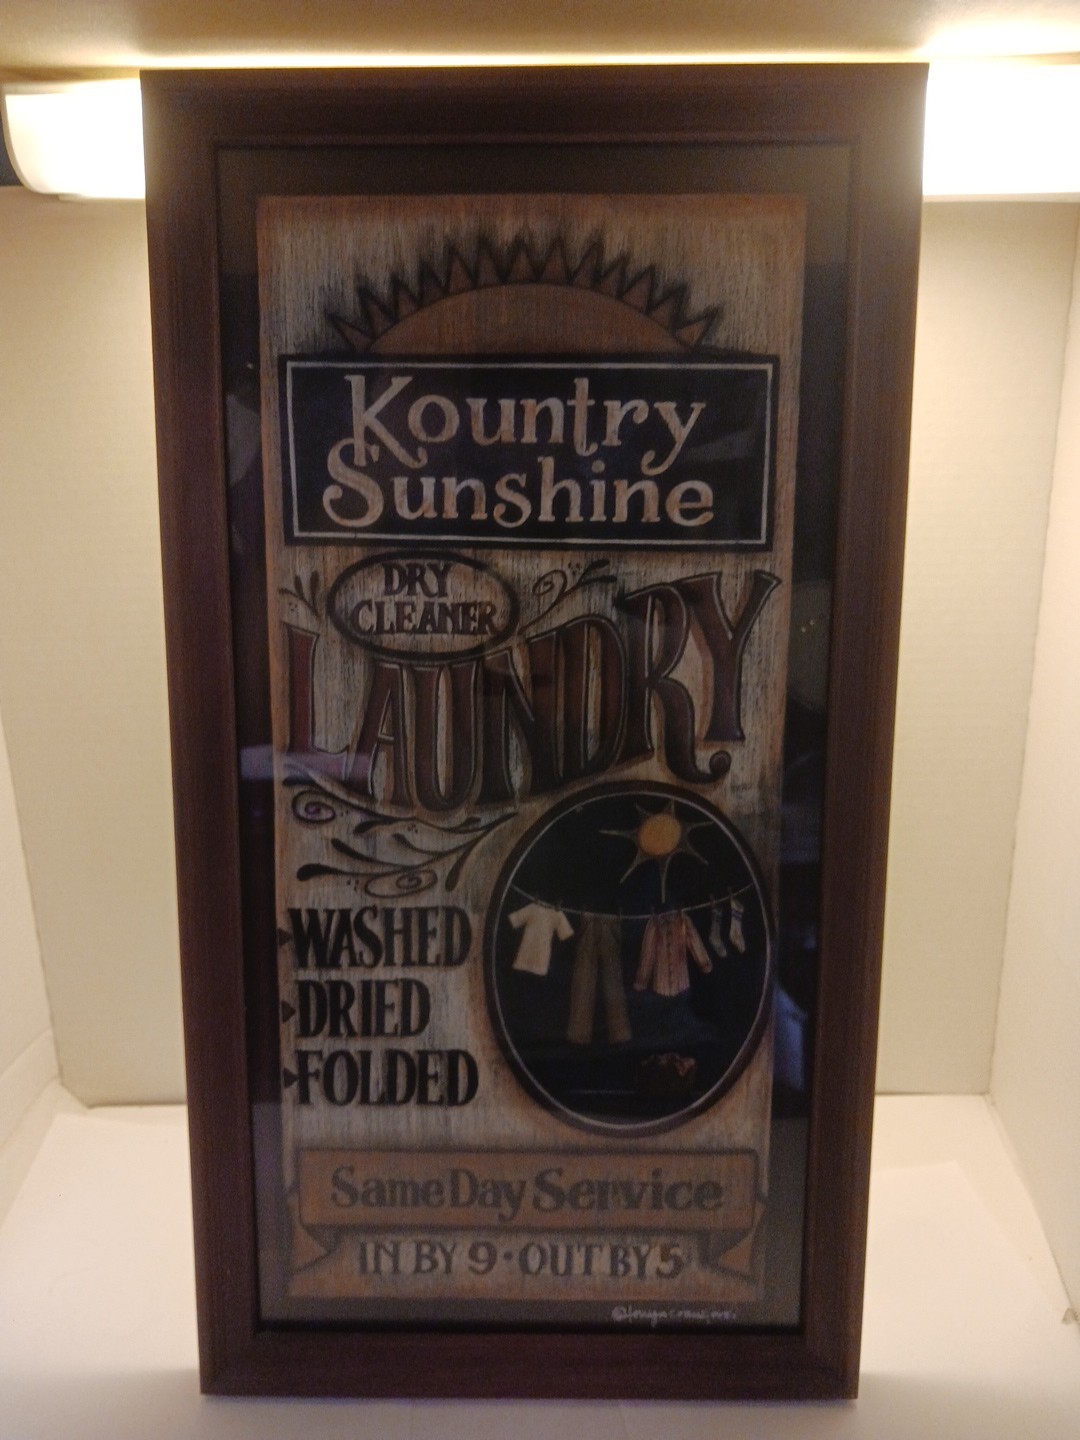 Kountry
Sunshine
DRY
CLEANER
LAUNDRY
WASHED
DRIED
FOLDED
Same Day Service
IN BY 9 · OUT BY 5